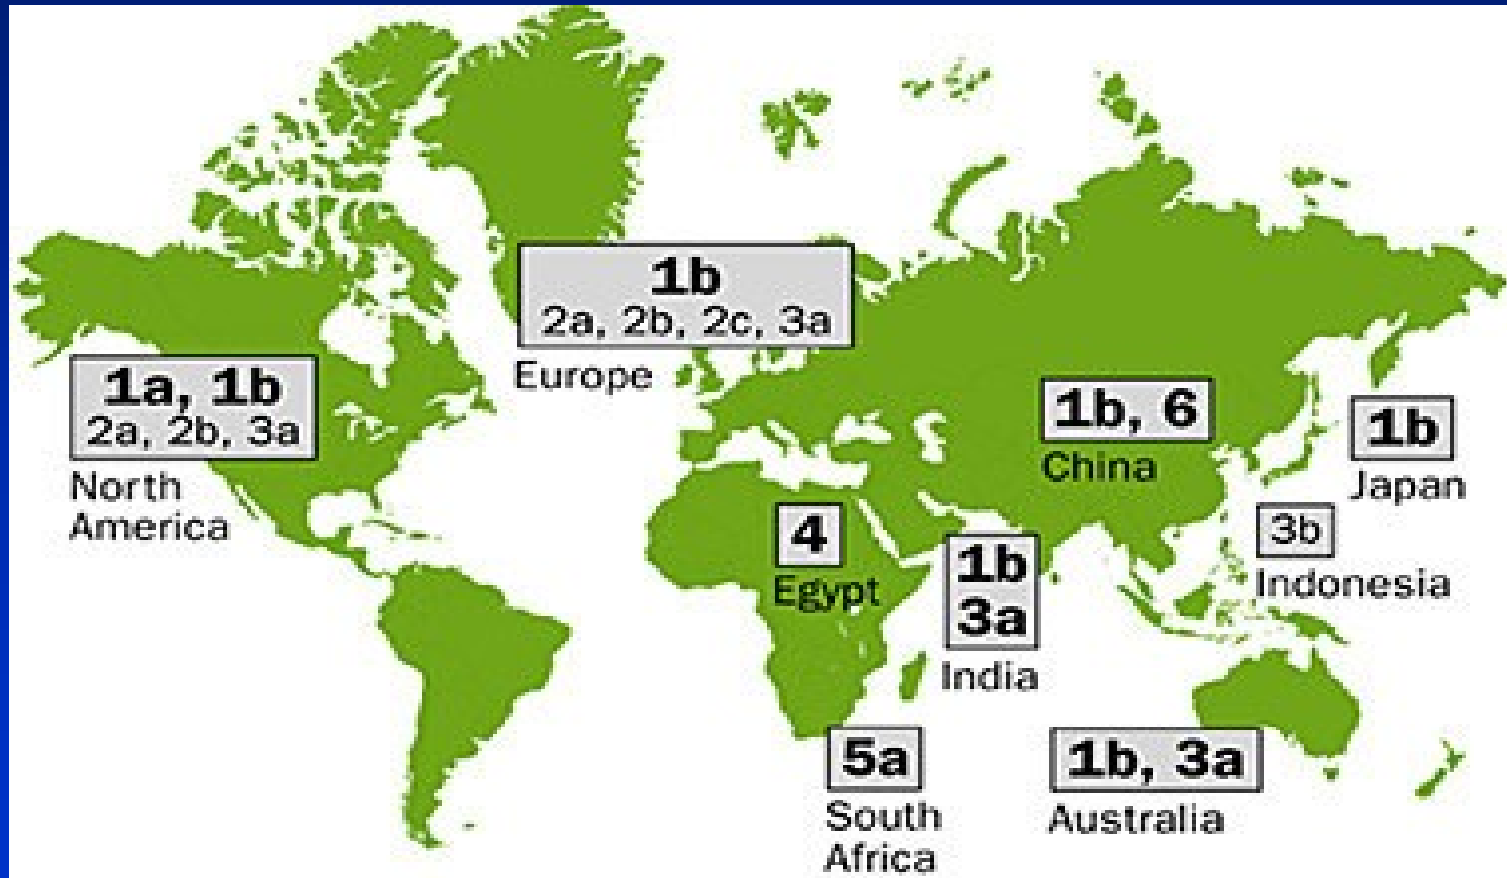 1b
2a, 2b, 2c, 3a
Europe
1a, 1b
2a, 2b, 3a
North
America
1b, 6
China
1b
Japan
4
Egypt
1b
3a
India
3b
Indonesia
5a
South
Africa
1b, 3a
Australia